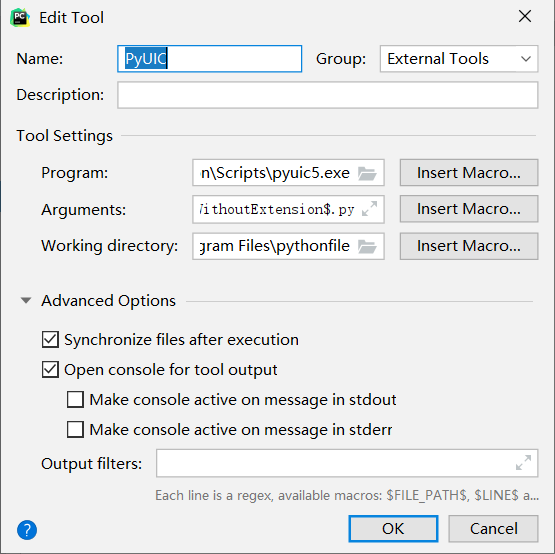 PC Edit Tool
Name: PyUIC Group: External Tools
Description:
Tool Settings
Program: n\Scripts\pyuic5.exe Insert Macro...
Arguments: WithoutExtension$.py Insert Macro...
Working directory: gram Files\pythonfile Insert Macro...
Advanced Options
Synchronize files after execution
Open console for tool output
Make console active on message in stdout
Make console active on message in stderr
Output filters:
Each line is a regex, available macros: $FILE_PATH$, $LINE$ a...
? OK Cancel